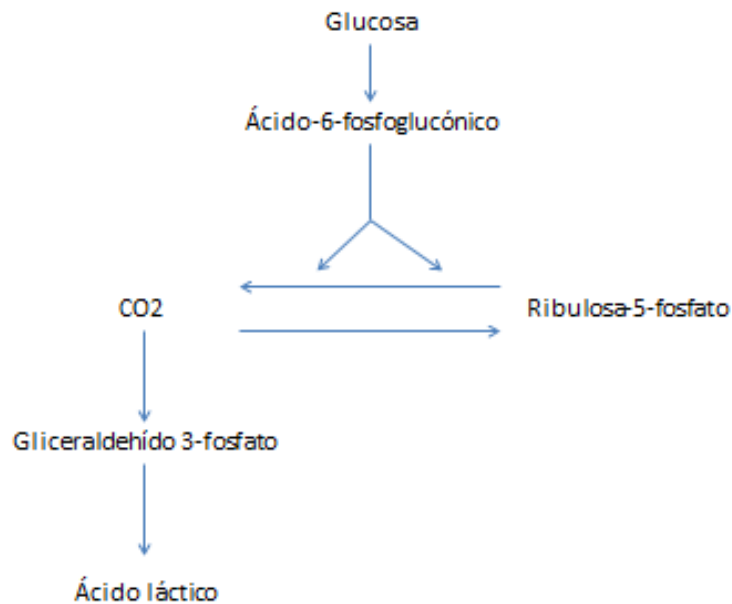 Glucosa
Ácido-6-fosfoglucónico
CO2
Ribulosa-5-fosfato
Gliceraldehído 3-fosfato
Ácido láctico